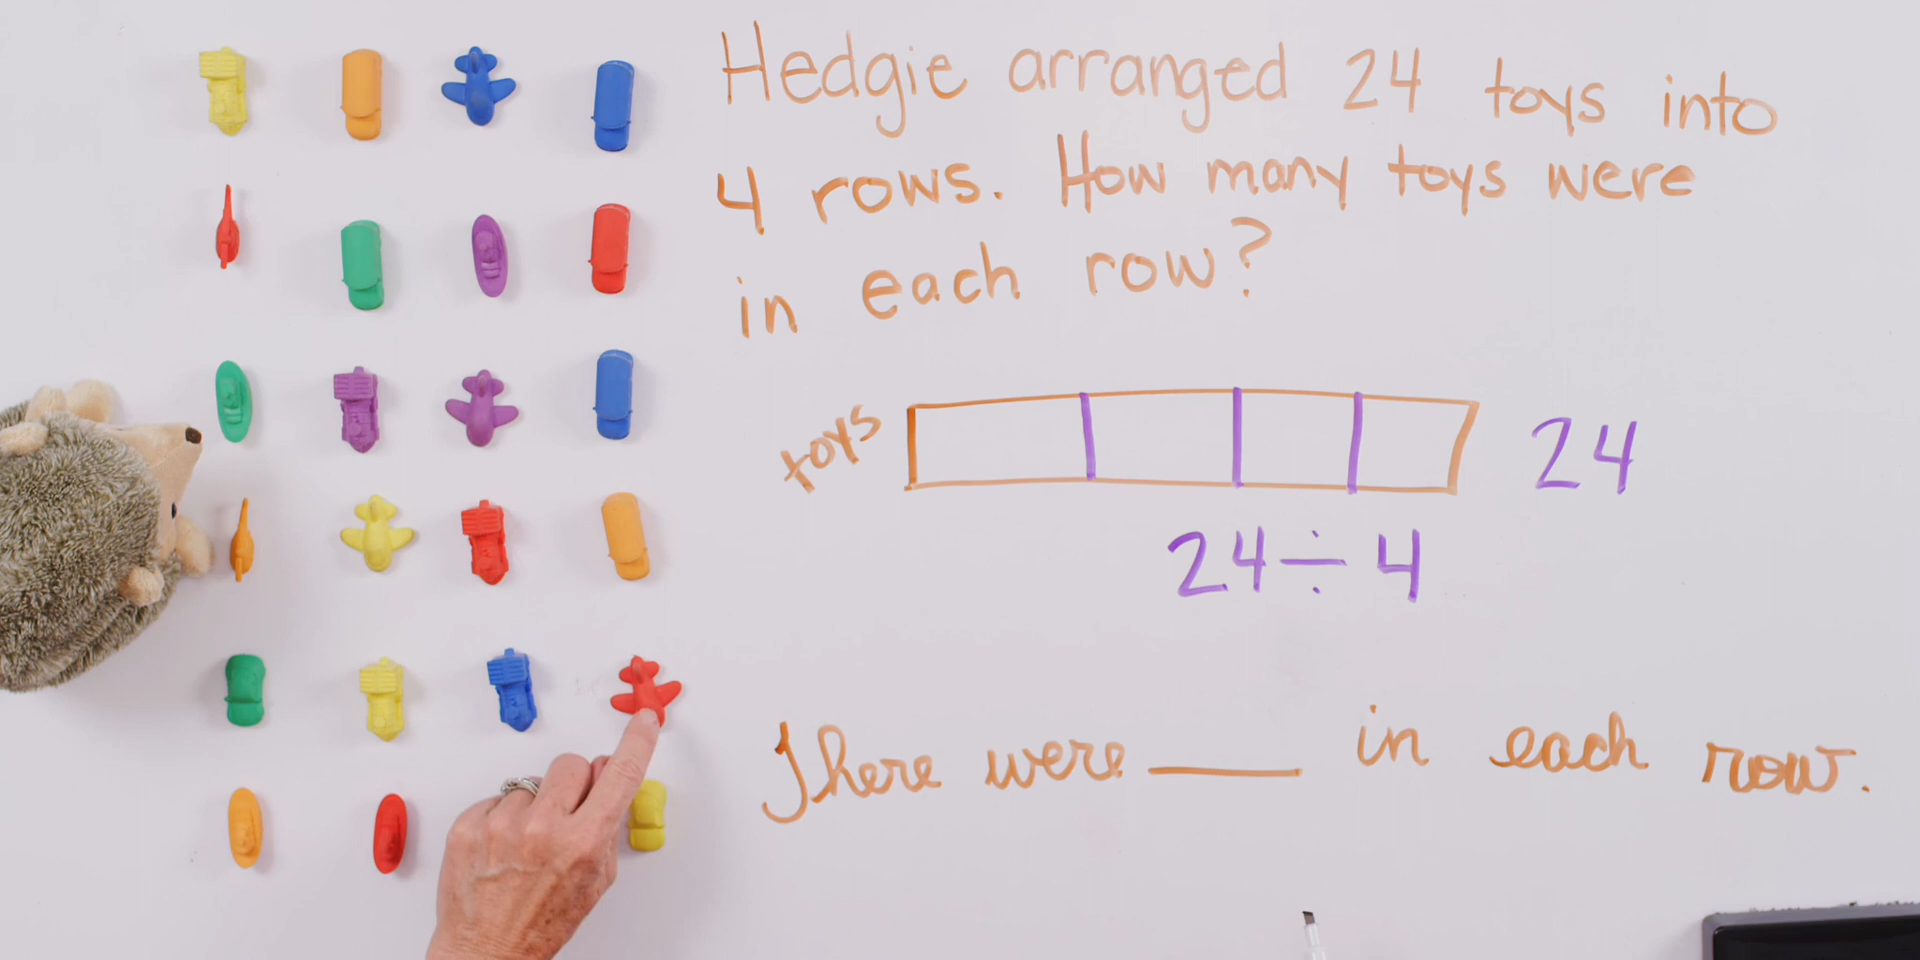 Hedgie arranged 24 toys into
4 rows. How many toys were
in each row?
toys 24
24 ÷ 4
There were ____ in each row.